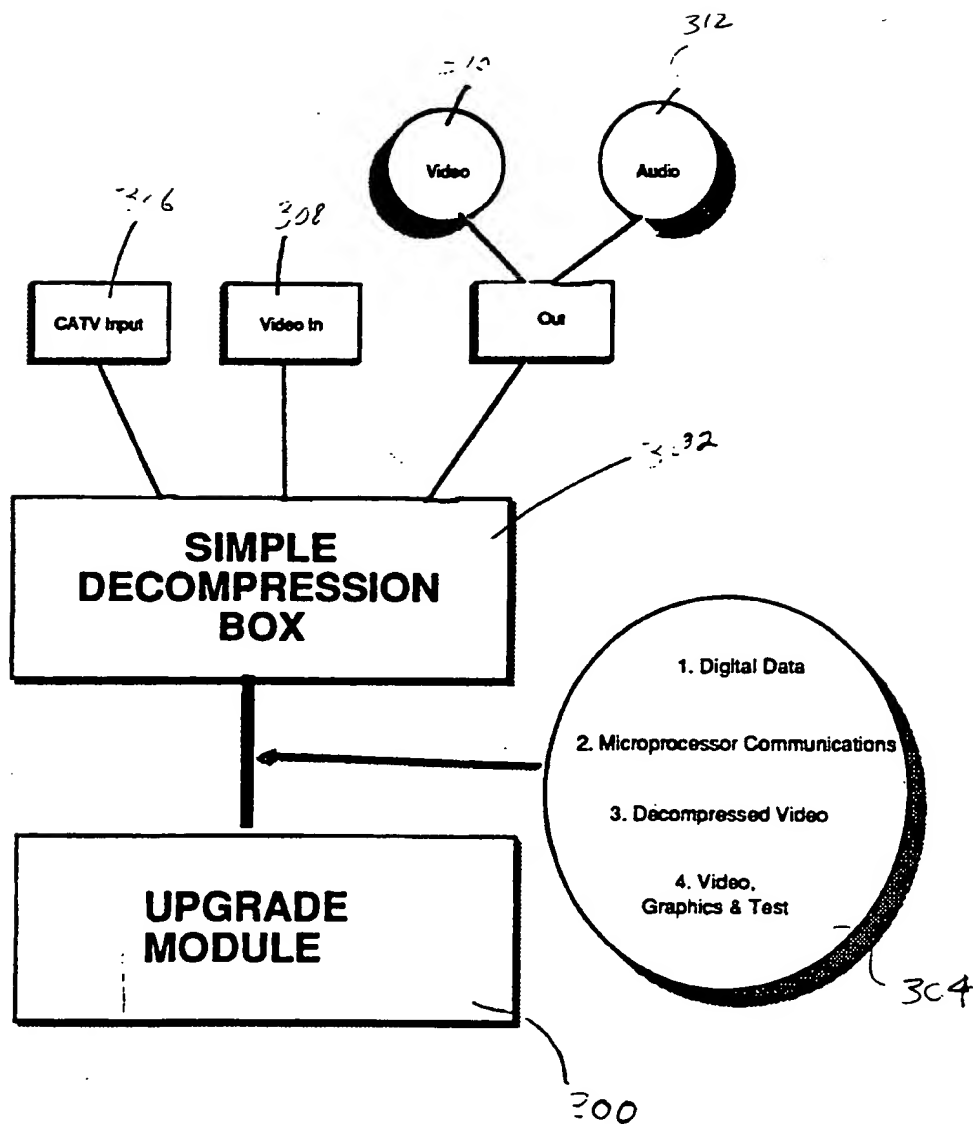 312
Video
Audio
308
CATV Input
Video In
Out
SIMPLE
DECOMPRESSION
BOX
1. Digital Data
2. Microprocessor Communications
3. Decompressed Video
4. Video,
Graphics & Test
UPGRADE
MODULE
304
300